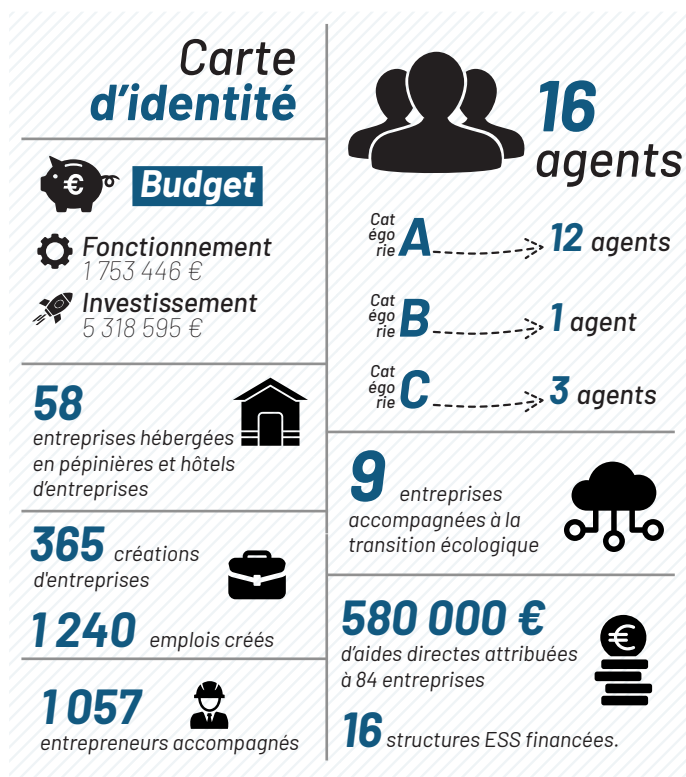 Carte
d'identité
€ Budget
Fonctionnement
1 753 446 €
Investissement
5 318 595 €
58
entreprises hébergées
en pépinières et hôtels
d'entreprises
365 créations
d'entreprises
1 240 emplois créés
1 057
entrepreneurs accompagnés
16
agents
Cat
égo
rie A 12 agents
Cat
égo
rie B 1 agent
Cat
égo
rie C 3 agents
9 entreprises
accompagnées à la
transition écologique
580 000 €
€
d'aides directes attribuées
à 84 entreprises
16 structures ESS financées.